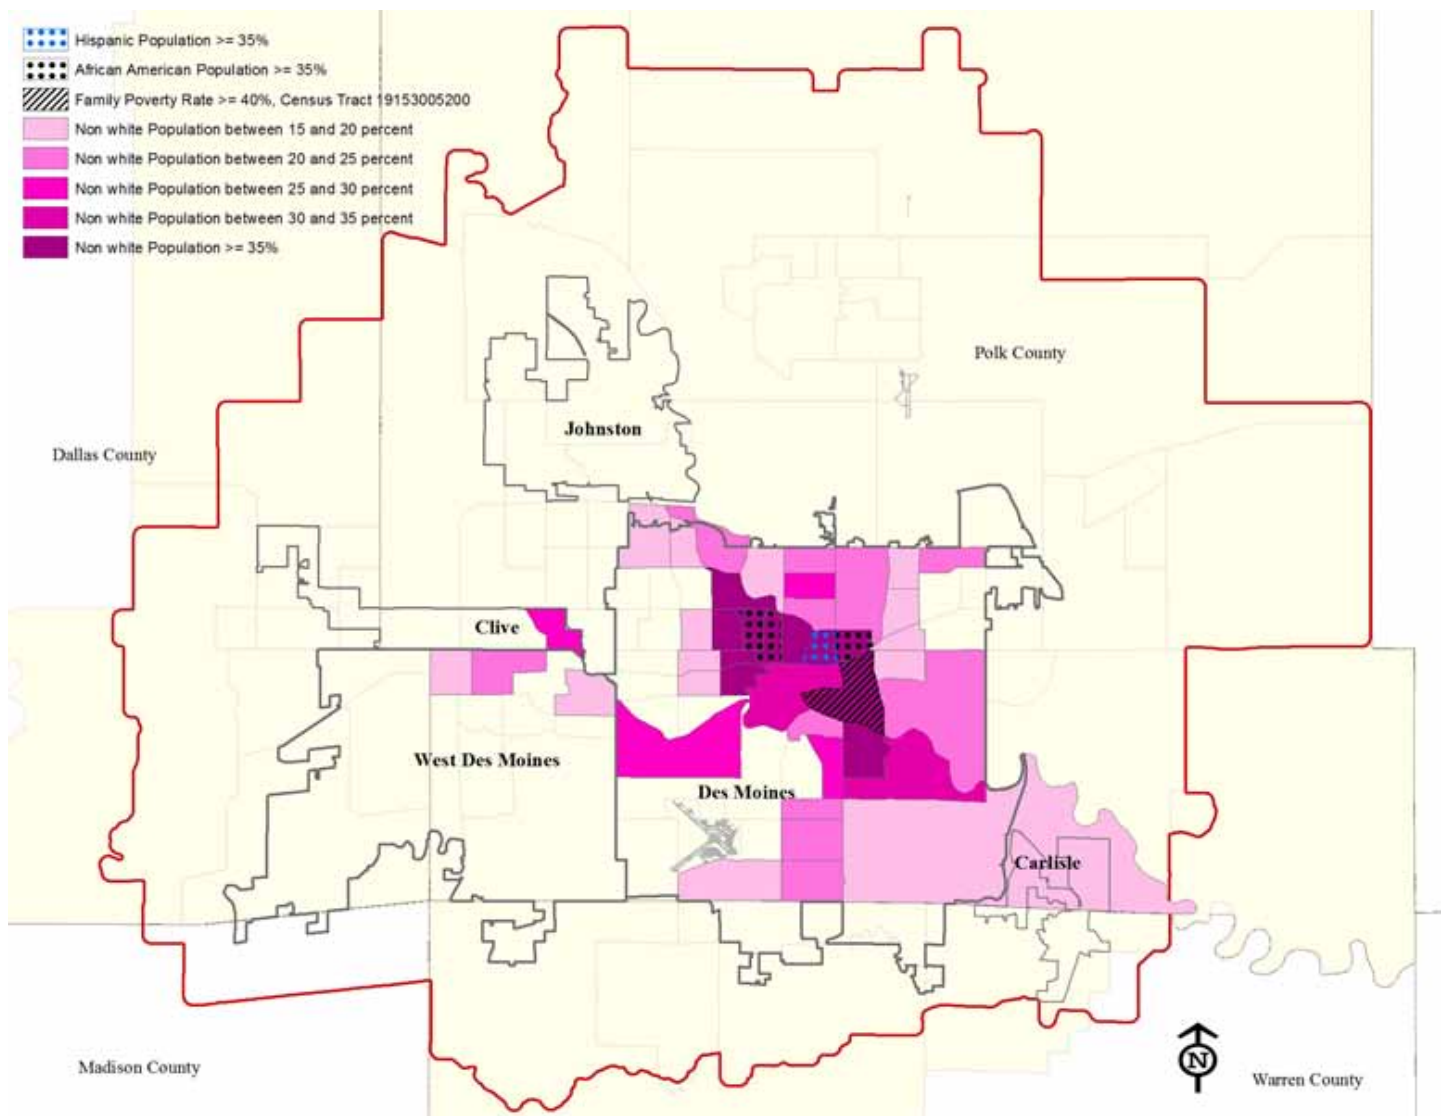 Hispanic Population >= 35%
African American Population >= 35%
Family Poverty Rate >= 40%, Census Tract 19153005200
Non white Population between 15 and 20 percent
Non white Population between 20 and 25 percent
Non white Population between 25 and 30 percent
Non white Population between 30 and 35 percent
Non white Population >= 35%
Polk County
Johnston
Dallas County
Clive
West Des Moines
Des Moines
Carlisle
Madison County
N
Warren County